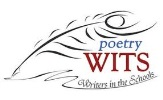 poetry
WITS
Writers in the Schools